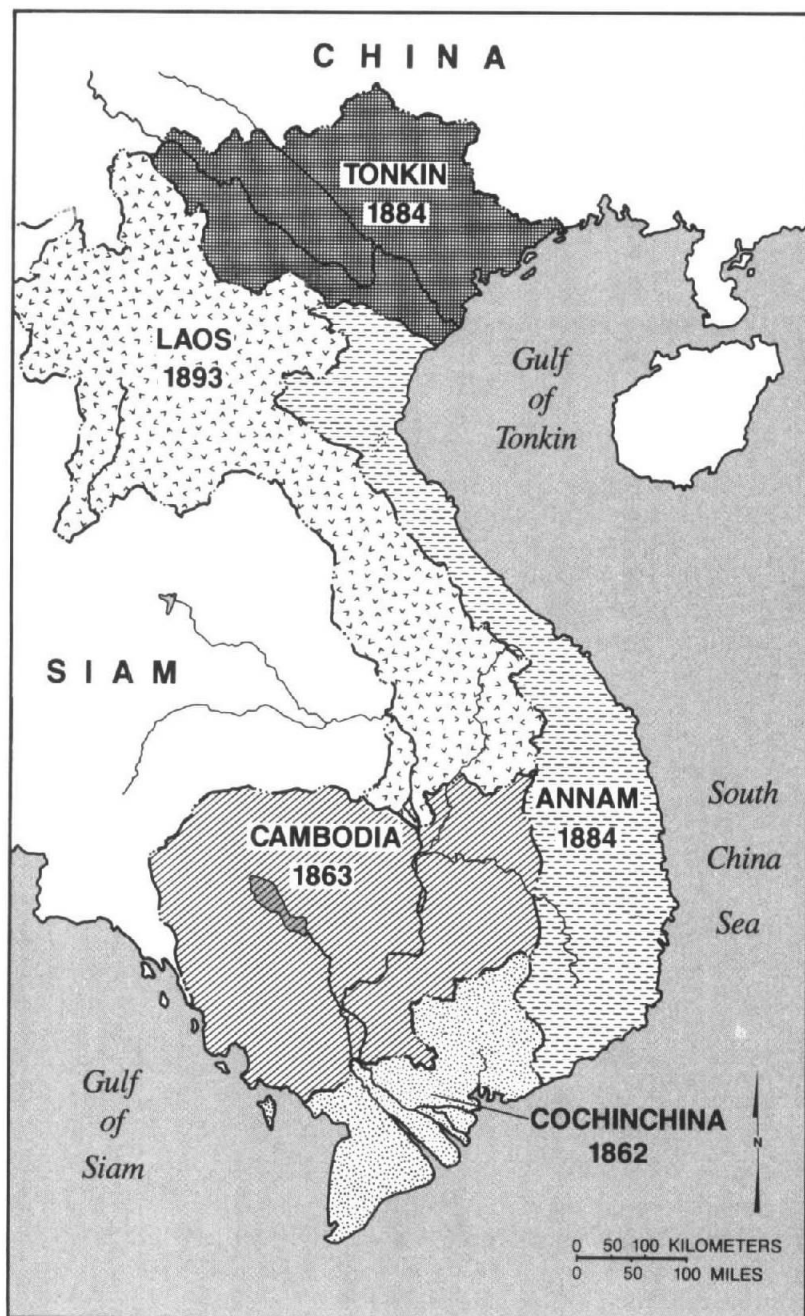 CHINA
TONKIN
1884
LAOS
1893
Gulf
of
Tonkin
SIAM
ANNAM
1884
South
China
Sea
CAMBODIA
1863
Gulf
of
Siam
COCHINCHINA
1862
N
0 50 100 KILOMETERS
0 50 100 MILES